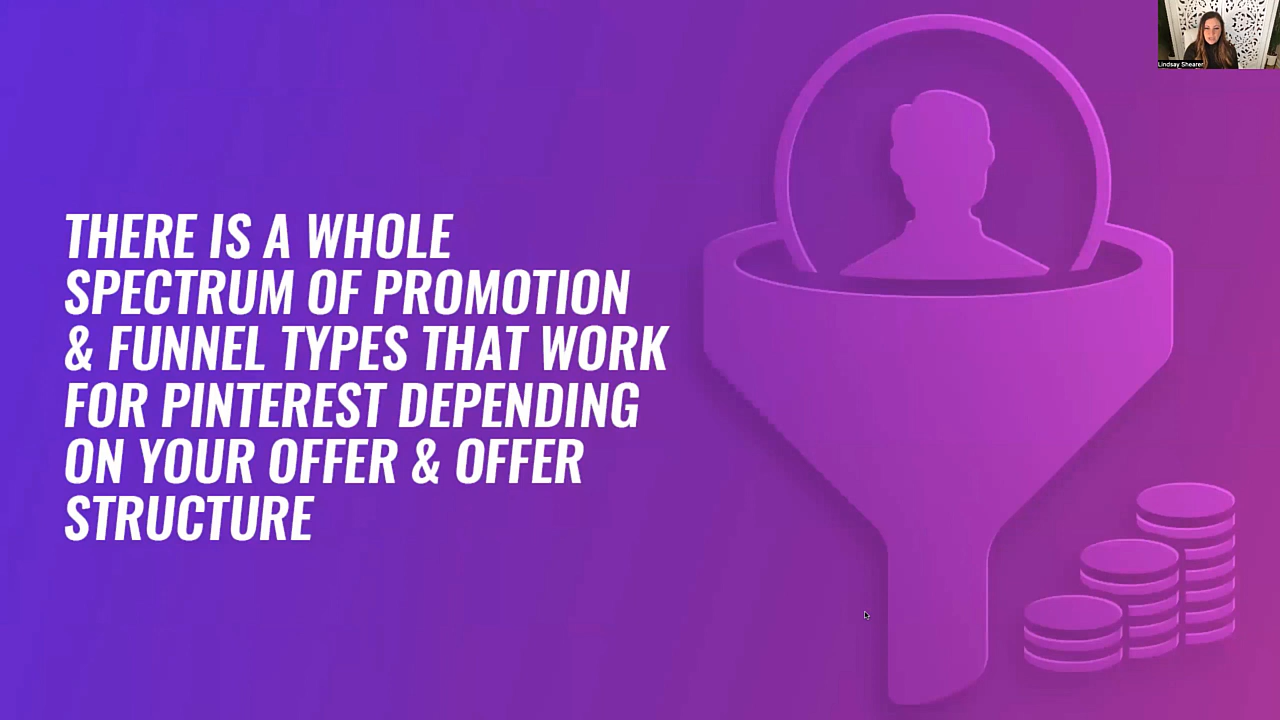 Lindsay Shearer
THERE IS A WHOLE
SPECTRUM OF PROMOTION
& FUNNEL TYPES THAT WORK
FOR PINTEREST DEPENDING
ON YOUR OFFER & OFFER
STRUCTURE